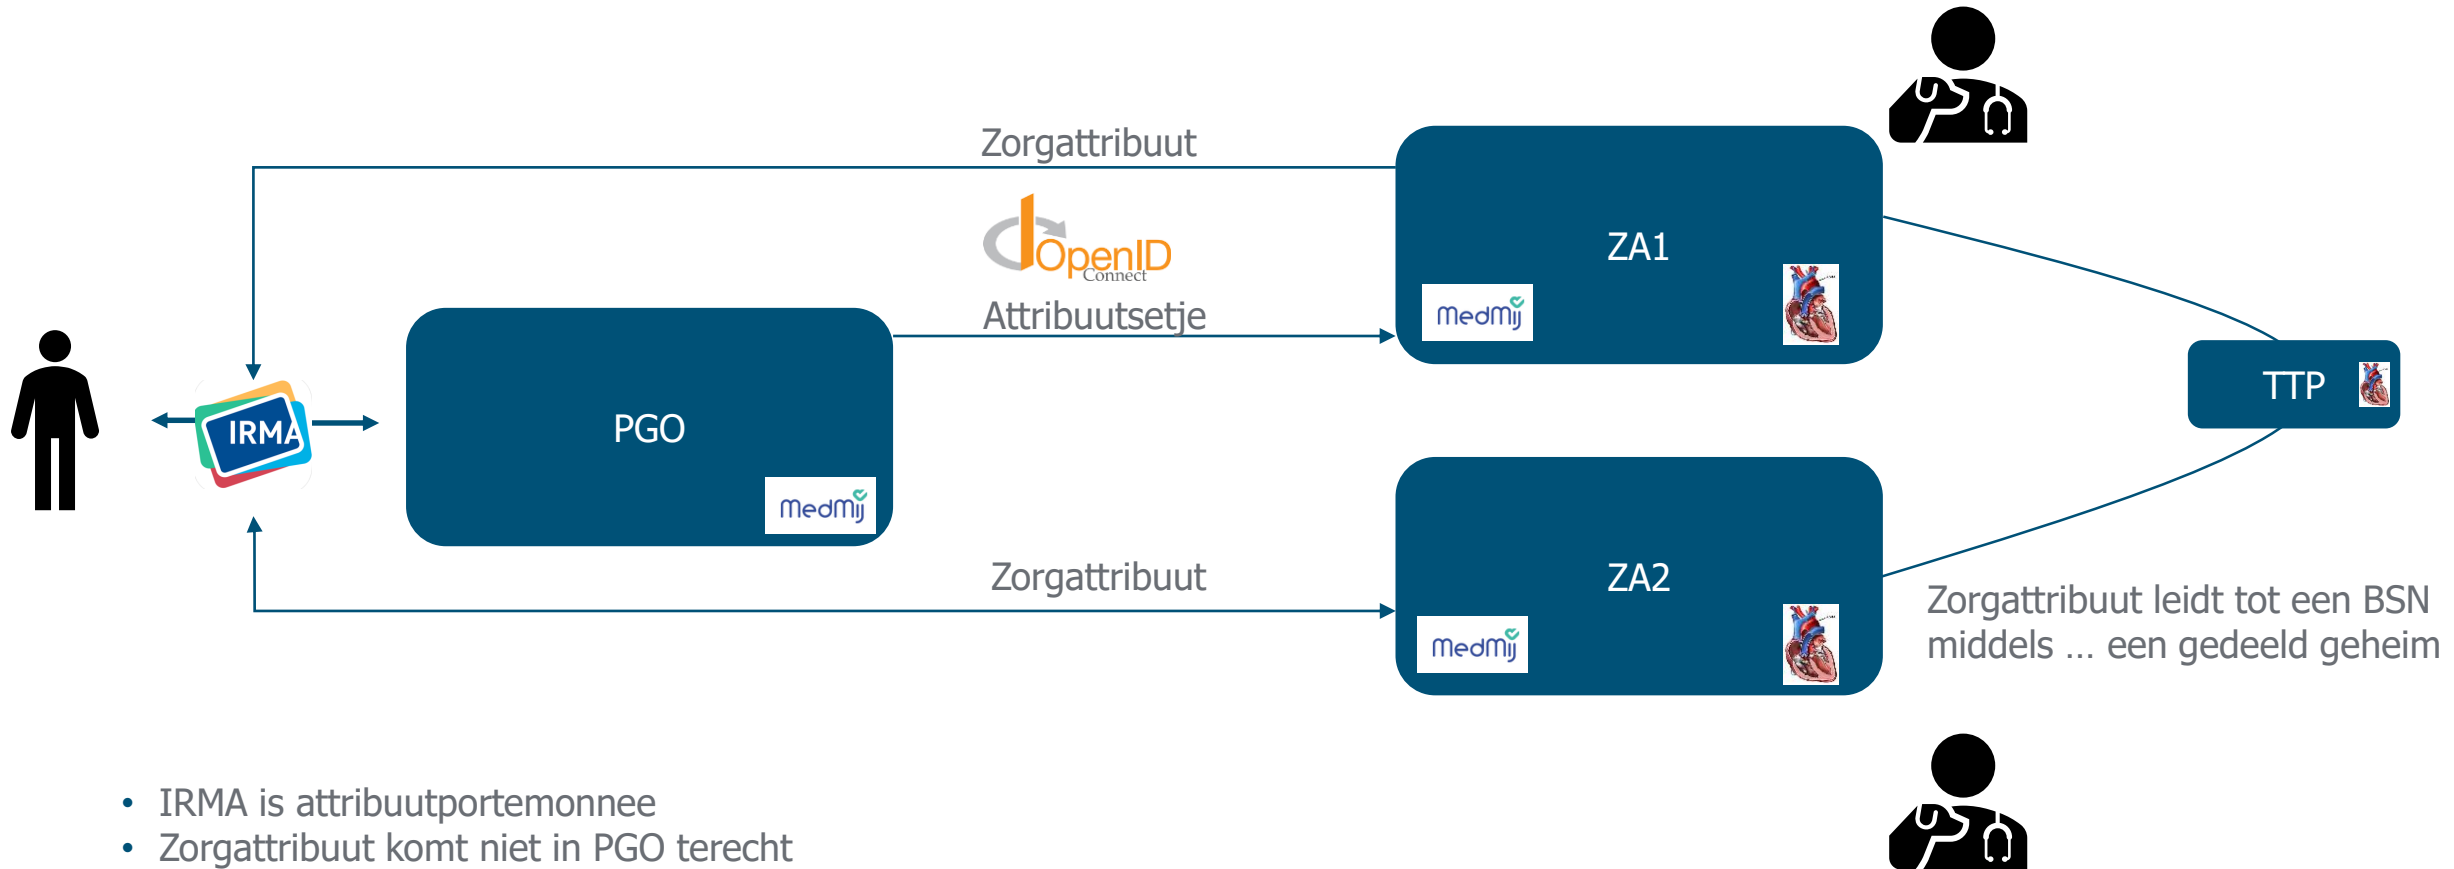 Zorgattribuut
OpenID
Connect
Attribuutsetje
ZA1
MedMij
TTP
IRMA
PGO
MedMij
Zorgattribuut
ZA2
MedMij
Zorgattribuut leidt tot een BSN
middels ... een gedeeld geheim
• IRMA is attribuutportemonnee
• Zorgattribuut komt niet in PGO terecht